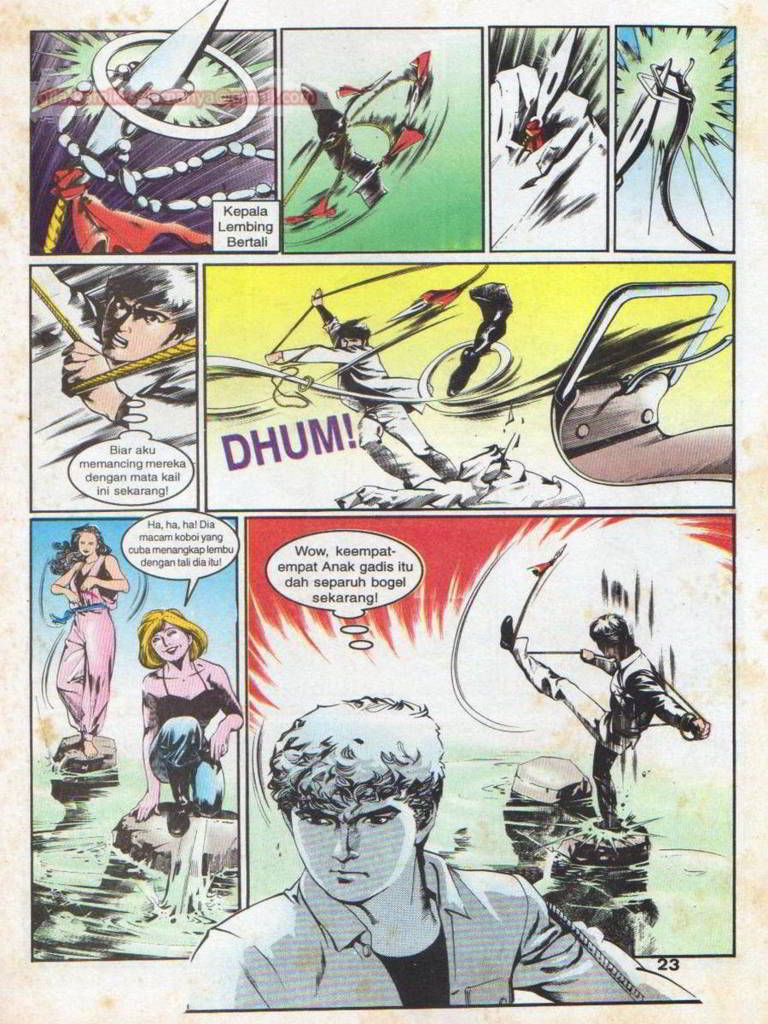 Kepala
Lembing
Bertali
Biar aku
memancing mereka
dengan mata kail
ini sekarang!
DHUM!
Ha, ha, ha! Dia
macam koboi yang
cuba menangkap lembu
dengan tali dia itu!
Wow, keempat-
empat Anak gadis itu
dah separuh bogel
sekarang!
23